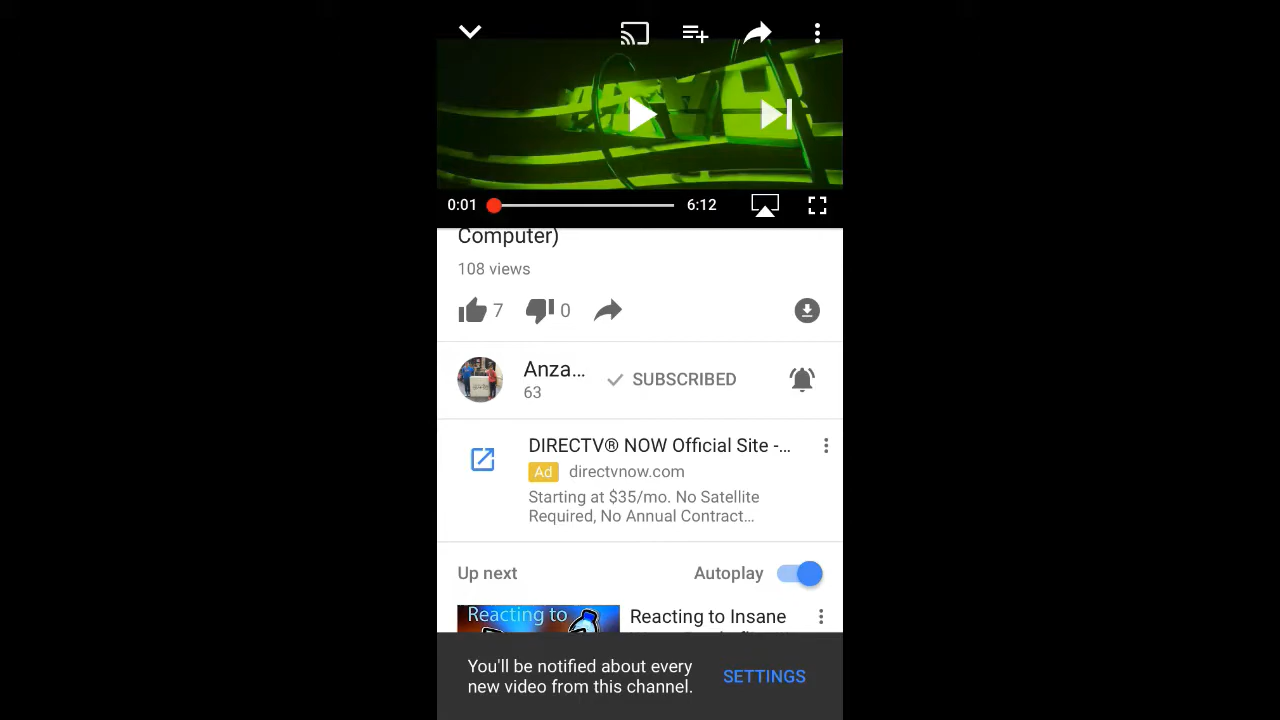 0:01
6:12
Computer)
108 views
7
0
Anza...
SUBSCRIBED
63
DIRECTV® NOW Official Site -...
Ad directvnow.com
Starting at $35/mo. No Satellite
Required, No Annual Contract...
Up next
Autoplay
Reacting to
Reacting to Insane
You'll be notified about every
new video from this channel.
SETTINGS